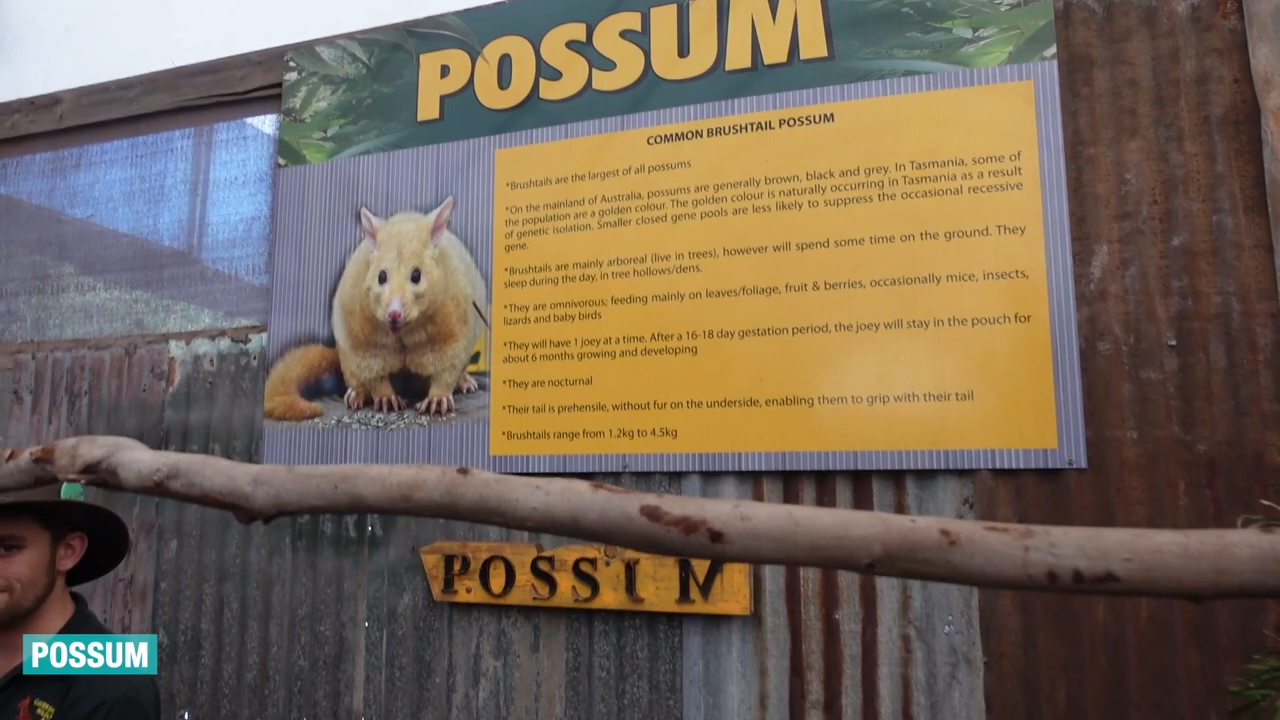 POSSUM
COMMON BRUSHTAIL POSSUM
*Brushtails are the largest of all possums
*On the mainland of Australia, possums are generally brown, black and grey. In Tasmania, some of
the population are a golden colour. The golden colour is naturally occurring in Tasmania as a result
of genetic isolation. Smaller closed gene pools are less likely to suppress the occasional recessive
gene.
*Brushtails are mainly arboreal (live in trees), however will spend some time on the ground. They
sleep during the day, in tree hollows/dens.
*They are omnivorous; feeding mainly on leaves/foliage, fruit & berries, occasionally mice, insects,
lizards and baby birds
*They will have 1 joey at a time. After a 16-18 day gestation period, the joey will stay in the pouch for
about 6 months growing and developing
*They are nocturnal
*Their tail is prehensile, without fur on the underside, enabling them to grip with their tail
*Brushtails range from 1.2kg to 4.5kg
POSSUM
POSSUM